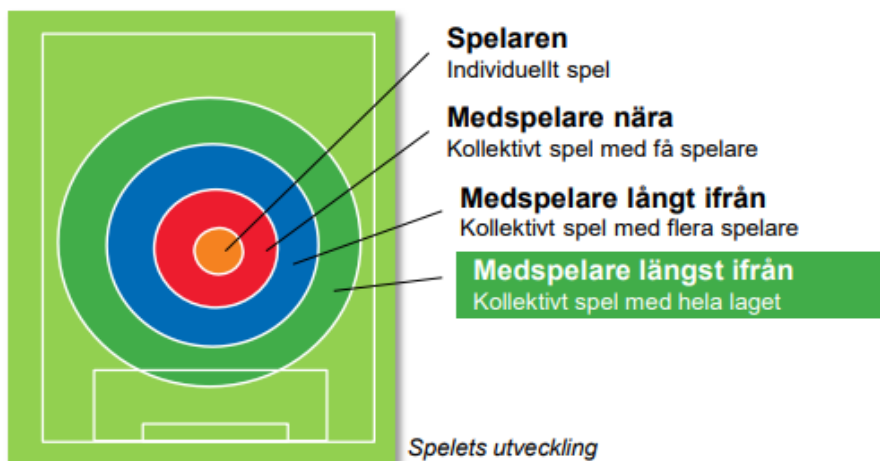 Spelaren
Individuellt spel
Medspelare nära
Kollektivt spel med få spelare
Medspelare långt ifrån
Kollektivt spel med flera spelare
Medspelare längst ifrån
Kollektivt spel med hela laget
Spelets utveckling